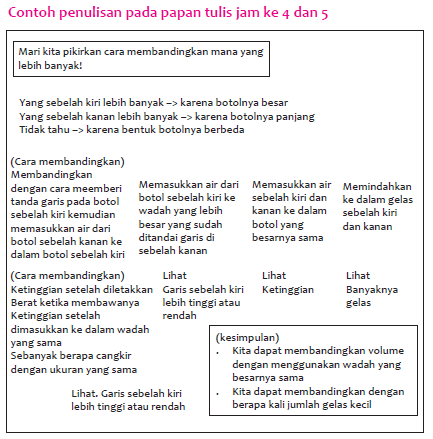 Contoh penulisan pada papan tulis jam ke 4 dan 5
Mari kita pikirkan cara membandingkan mana yang
lebih banyak!
Yang sebelah kiri lebih banyak –> karena botolnya besar
Yang sebelah kanan lebih banyak –> karena botolnya panjang
Tidak tahu –> karena bentuk botolnya berbeda
(Cara membandingkan)
Membandingkan
dengan cara meemberi
tanda garis pada botol
sebelah kiri kemudian
memasukkan air dari
botol sebelah kanan ke
dalam botol sebelah kiri
Memasukkan air dari
botol sebelah kiri ke
wadah yang lebih
besar yang sudah
ditandai garis di
sebelah kanan
Memasukkan air
sebelah kiri dan
kanan ke dalam
botol yang
besarnya sama
Memindahkan
ke dalam gelas
sebelah kiri
dan kanan
(Cara membandingkan)
Ketinggian setelah diletakkan
Berat ketika membawanya
Ketinggian setelah
dimasukkan ke dalam wadah
yang sama
Sebanyak berapa cangkir
dengan ukuran yang sama
Lihat
Garis sebelah kiri
lebih tinggi atau
rendah
Lihat
Ketinggian
Lihat
Banyaknya
gelas
Lihat. Garis sebelah kiri
lebih tinggi atau rendah
(kesimpulan)
• Kita dapat membandingkan volume
dengan menggunakan wadah yang
besarnya sama
• Kita dapat membandingkan dengan
berapa kali jumlah gelas kecil